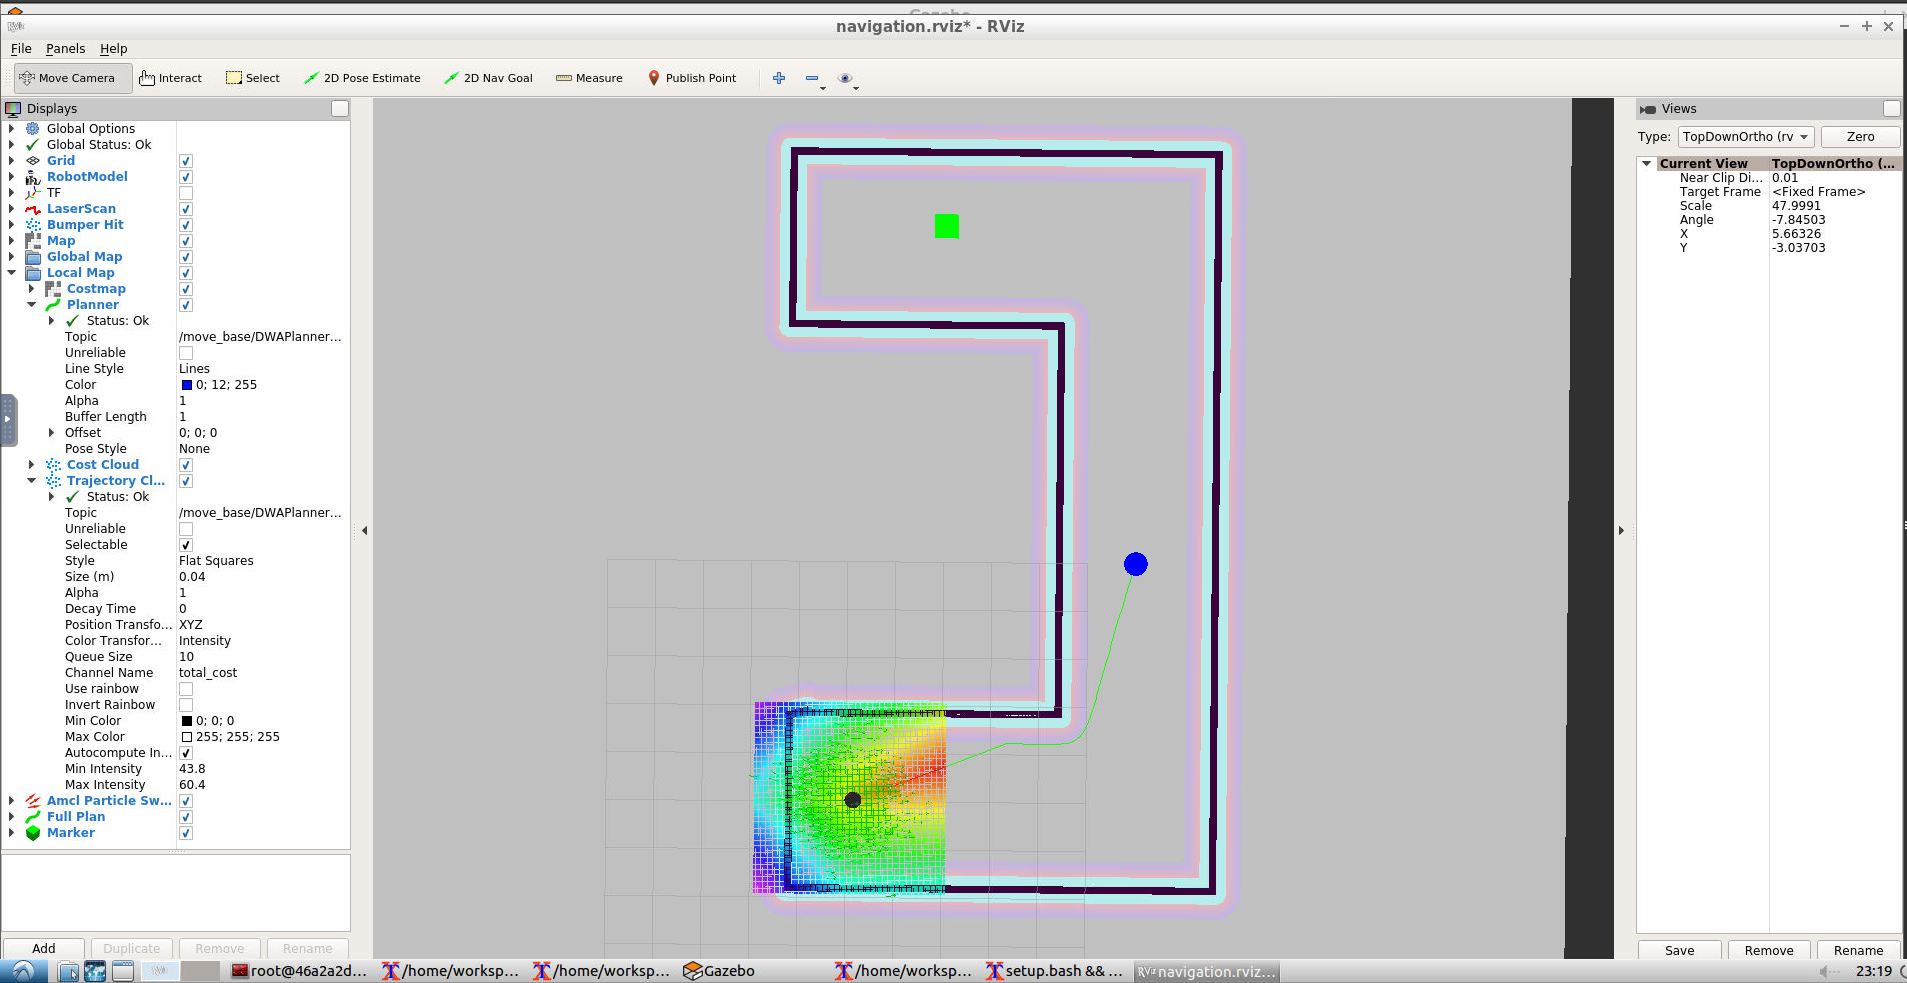 Gazebo
RViz navigation.rviz* - RViz
File Panels Help
Move Camera Interact Select 2D Pose Estimate 2D Nav Goal Measure Publish Point
Displays
Global Options
Global Status: Ok
Grid
RobotModel
TF
LaserScan
Bumper Hit
Map
Global Map
Local Map
Costmap
Planner
Status: Ok
Topic /move_base/DWAPlanner...
Unreliable
Line Style Lines
Color 0; 12; 255
Alpha 1
Buffer Length 1
Offset 0; 0; 0
Pose Style None
Cost Cloud
Trajectory Cl...
Status: Ok
Topic /move_base/DWAPlanner...
Unreliable
Selectable
Style Flat Squares
Size (m) 0.04
Alpha 1
Decay Time 0
Position Transfo... XYZ
Color Transfor... Intensity
Queue Size 10
Channel Name total_cost
Use rainbow
Invert Rainbow
Min Color 0; 0; 0
Max Color 255; 255; 255
Autocompute In...
Min Intensity 43.8
Max Intensity 60.4
Amcl Particle Sw...
Full Plan
Marker
Add Duplicate Remove Rename
Views
Type: TopDownOrtho (rv Zero
Current View TopDownOrtho (...
Near Clip Di... 0.01
Target Frame <Fixed Frame>
Scale 47.9991
Angle -7.84503
X 5.66326
Y -3.03703
Save Remove Rename
RViz root@46a2a2d... /home/worksp... /home/worksp... Gazebo /home/worksp... setup.bash && ... RViz navigation.rviz... 23:19